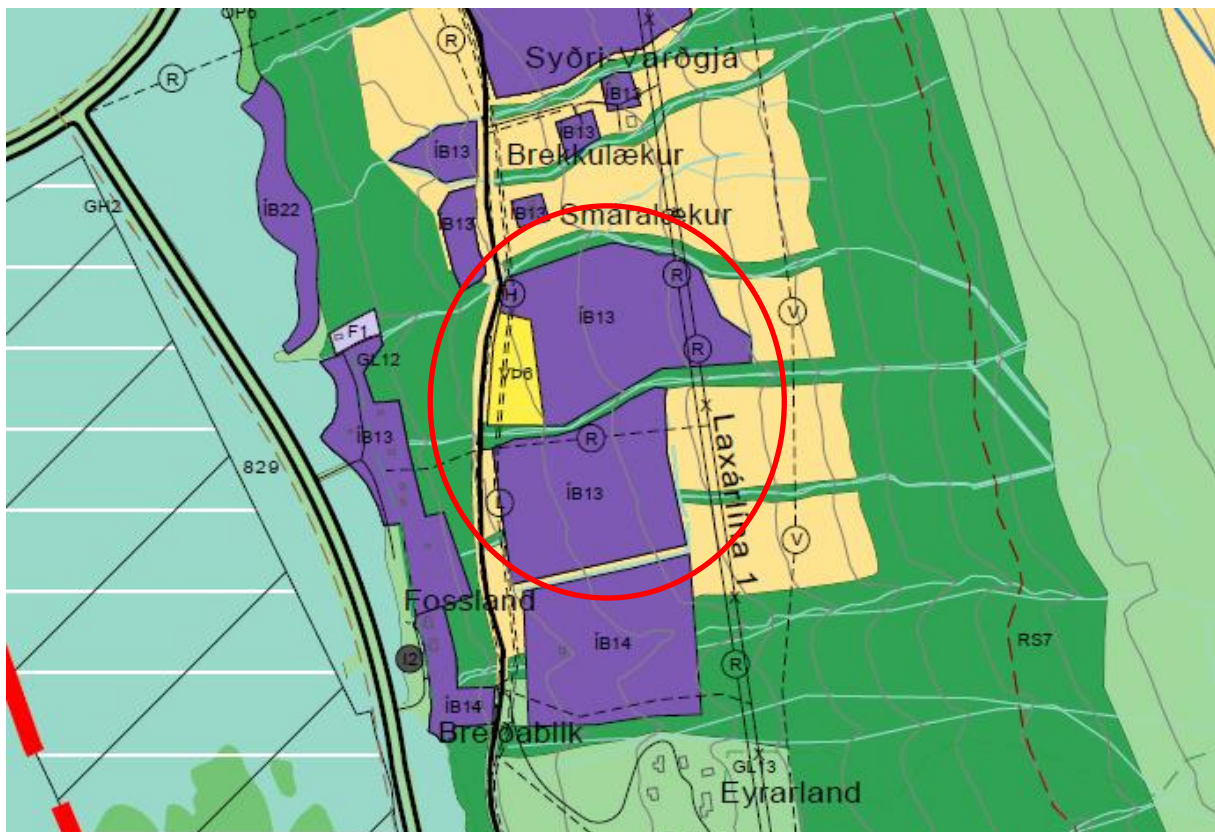 R
Syðri-Varðgjá
R
ÍB13
ÍB13
ÍB13
Brekkulækur
GH2
ÍB22
ÍB13
ÍB13
Smáralækur
H
R
ÍB13
V
F1
R
GL12
VÞ6
ÍB13
R
829
L
ÍB13
Laxárlína 1
V
Fossland
RS7
ÍB14
I2
R
ÍB14
Breiðablik
GL13
Eyrarland